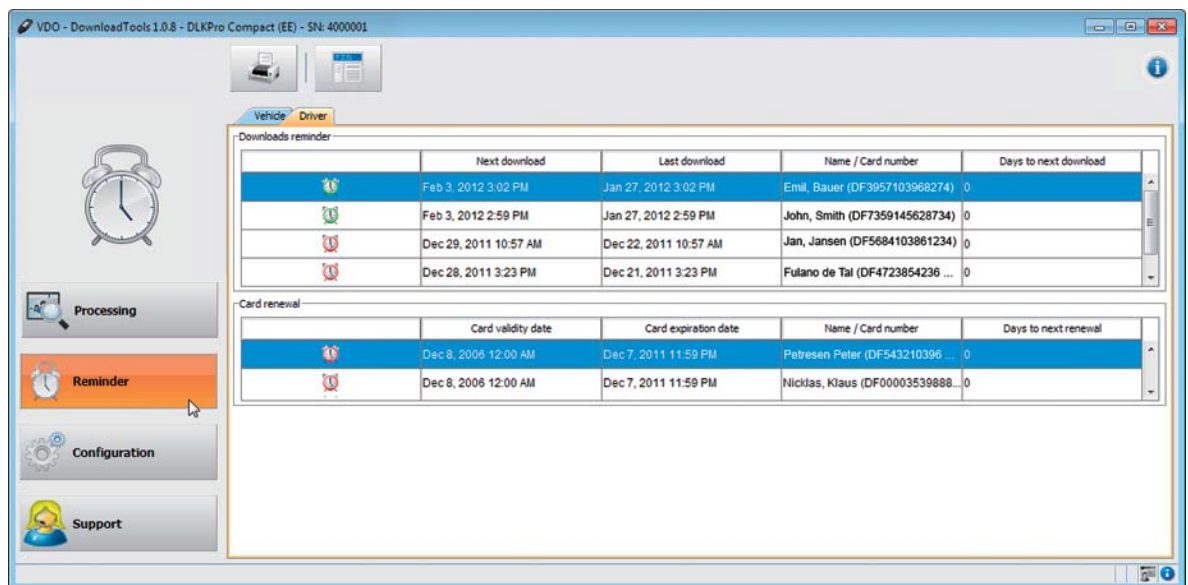 VDO - DownloadTools 1.0.8 - DLKPro Compact (EE) - SN: 4000001
Vehicle Driver
Downloads reminder
Next download Last download Name / Card number Days to next download
Feb 3, 2012 3:02 PM Jan 27, 2012 3:02 PM Emil, Bauer (DF3957103968274) 0
Feb 3, 2012 2:59 PM Jan 27, 2012 2:59 PM John, Smith (DF7359145628734) 0
Dec 29, 2011 10:57 AM Dec 22, 2011 10:57 AM Jan, Jansen (DF5684103861234) 0
Dec 28, 2011 3:23 PM Dec 21, 2011 3:23 PM Fulano de Tal (DF4723854236 ... 0
Card renewal
Card validity date Card expiration date Name / Card number Days to next renewal
Dec 8, 2006 12:00 AM Dec 7, 2011 11:59 PM Petresen Peter (DF543210396 ... 0
Dec 8, 2006 12:00 AM Dec 7, 2011 11:59 PM Nicklas, Klaus (DF00003539888... 0
Processing
Reminder
Configuration
Support